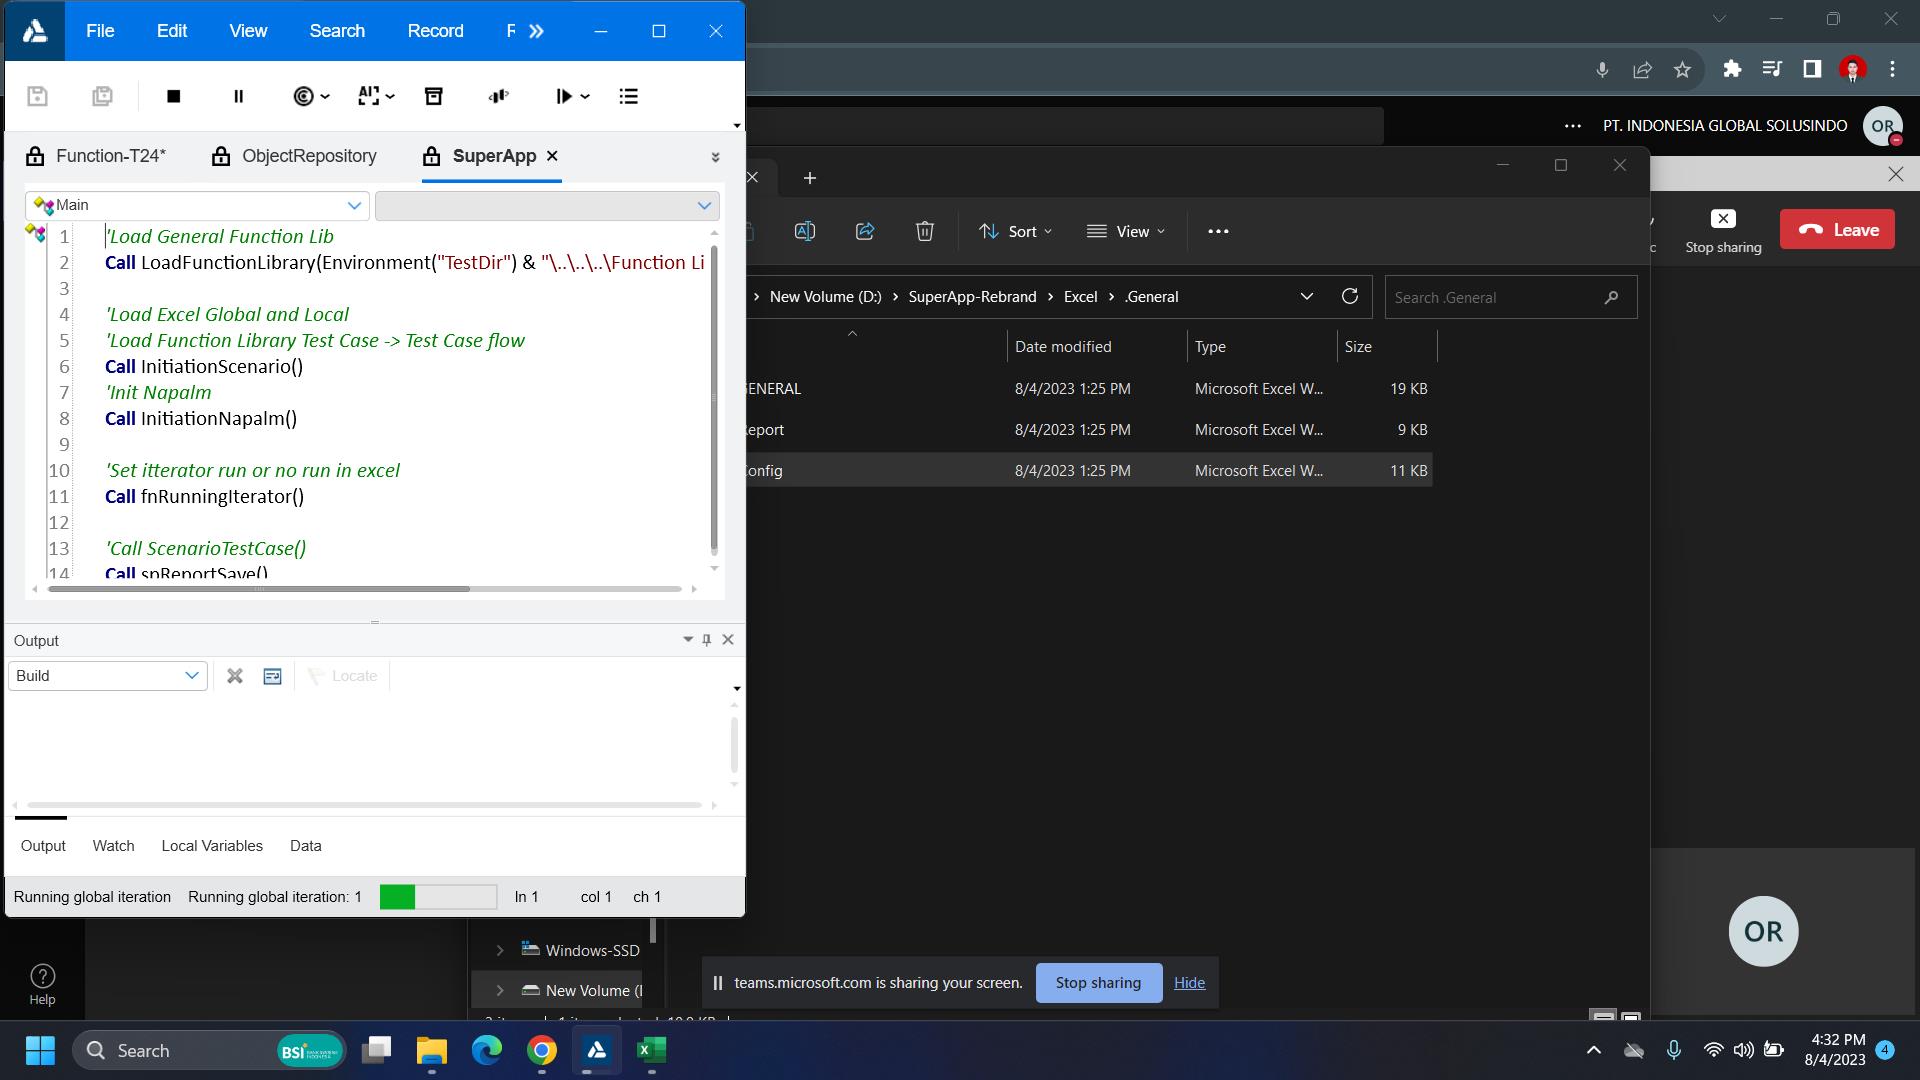 File Edit View Search Record
Function-T24* ObjectRepository SuperApp
Main
1 'Load General Function Lib
2 Call LoadFunctionLibrary(Environment("TestDir") & "\..\..\..\Function Li
3
4 'Load Excel Global and Local
5 'Load Function Library Test Case -> Test Case flow
6 Call InitiationScenario()
7 'Init Napalm
8 Call InitiationNapalm()
9
10 'Set itterator run or no run in excel
11 Call fnRunningIterator()
12
13 'Call ScenarioTestCase()
14 Call spReportSave()
Output
Build Locate
Output Watch Local Variables Data
Running global iteration Running global iteration: 1 ln 1 col 1 ch 1
PT. INDONESIA GLOBAL SOLUSINDO OR
Stop sharing Leave
Sort View
New Volume (D:) SuperApp-Rebrand Excel .General Search .General
Date modified Type Size
ENERAL 8/4/2023 1:25 PM Microsoft Excel W... 19 KB
eport 8/4/2023 1:25 PM Microsoft Excel W... 9 KB
onfig 8/4/2023 1:25 PM Microsoft Excel W... 11 KB
Windows-SSD
New Volume (
OR
teams.microsoft.com is sharing your screen. Stop sharing Hide
Help
Search BSI
4:32 PM
8/4/2023 4